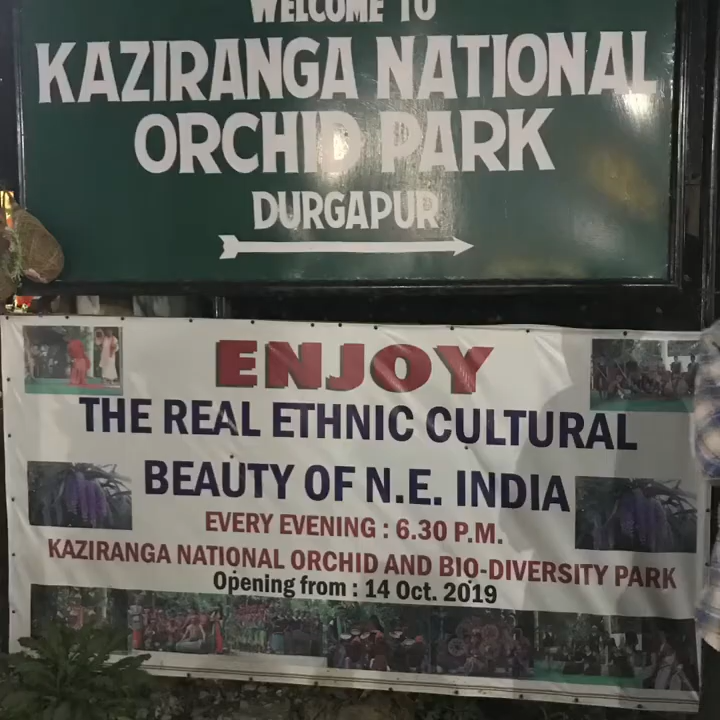 WELCOME TO
KAZIRANGA NATIONAL
ORCHID PARK
DURGAPUR
ENJOY
THE REAL ETHNIC CULTURAL
BEAUTY OF N.E. INDIA
EVERY EVENING : 6.30 P.M.
KAZIRANGA NATIONAL ORCHID AND BIO-DIVERSITY PARK
Opening from : 14 Oct. 2019